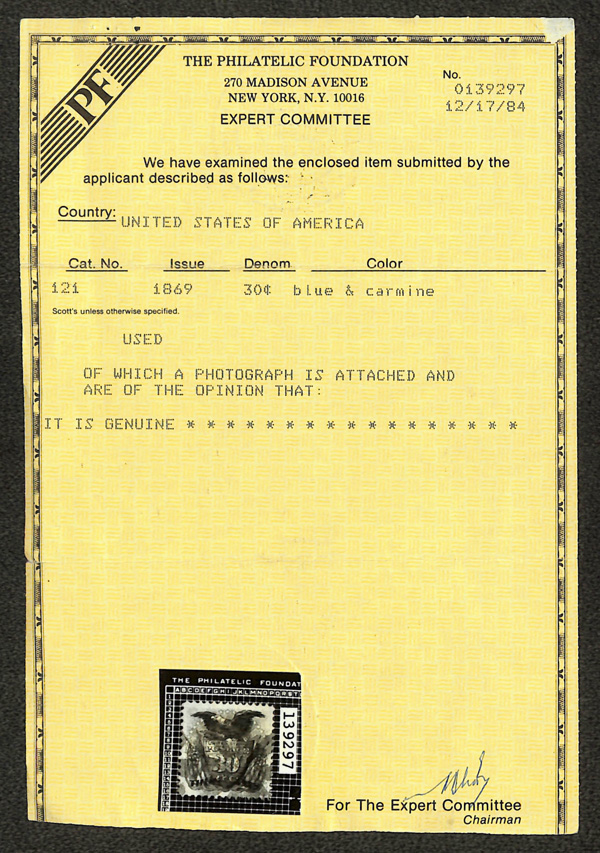 PF
THE PHILATELIC FOUNDATION
270 MADISON AVENUE
NEW YORK, N.Y. 10016
EXPERT COMMITTEE
No.
0139297
12/17/84
We have examined the enclosed item submitted by the
applicant described as follows:
Country: UNITED STATES OF AMERICA
Cat. No. Issue Denom Color
121 1869 30¢ blue & carmine
Scott's unless otherwise specified.
USED
OF WHICH A PHOTOGRAPH IS ATTACHED AND
ARE OF THE OPINION THAT:
IT IS GENUINE * * * * * * * * * * * * * * * * *
THE PHILATELIC FOUNDAT
ABCDEFGHIJKLMNOPQRST
139297
30
For The Expert Committee
Chairman